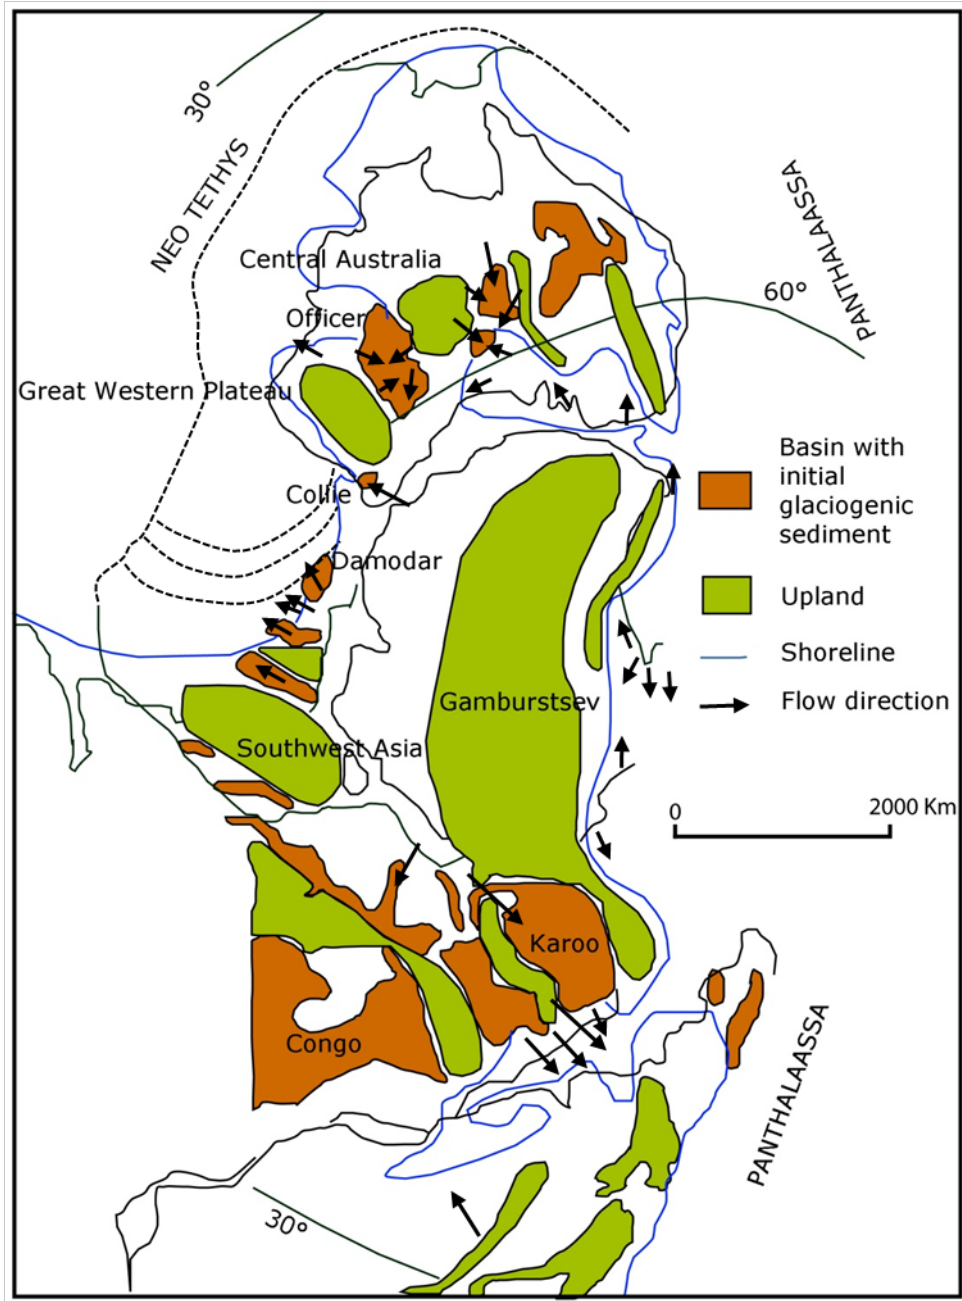 30°
NEO TETHYS
PANTHALAASSA
Central Australia
60°
Officer
Great Western Plateau
Basin with
initial
glaciogenic
sediment
Collie
Damodar
Upland
Shoreline
Gamburstsev
Flow direction
Southwest Asia
0 2000 Km
Karoo
Congo
PANTHALAASSA
30°